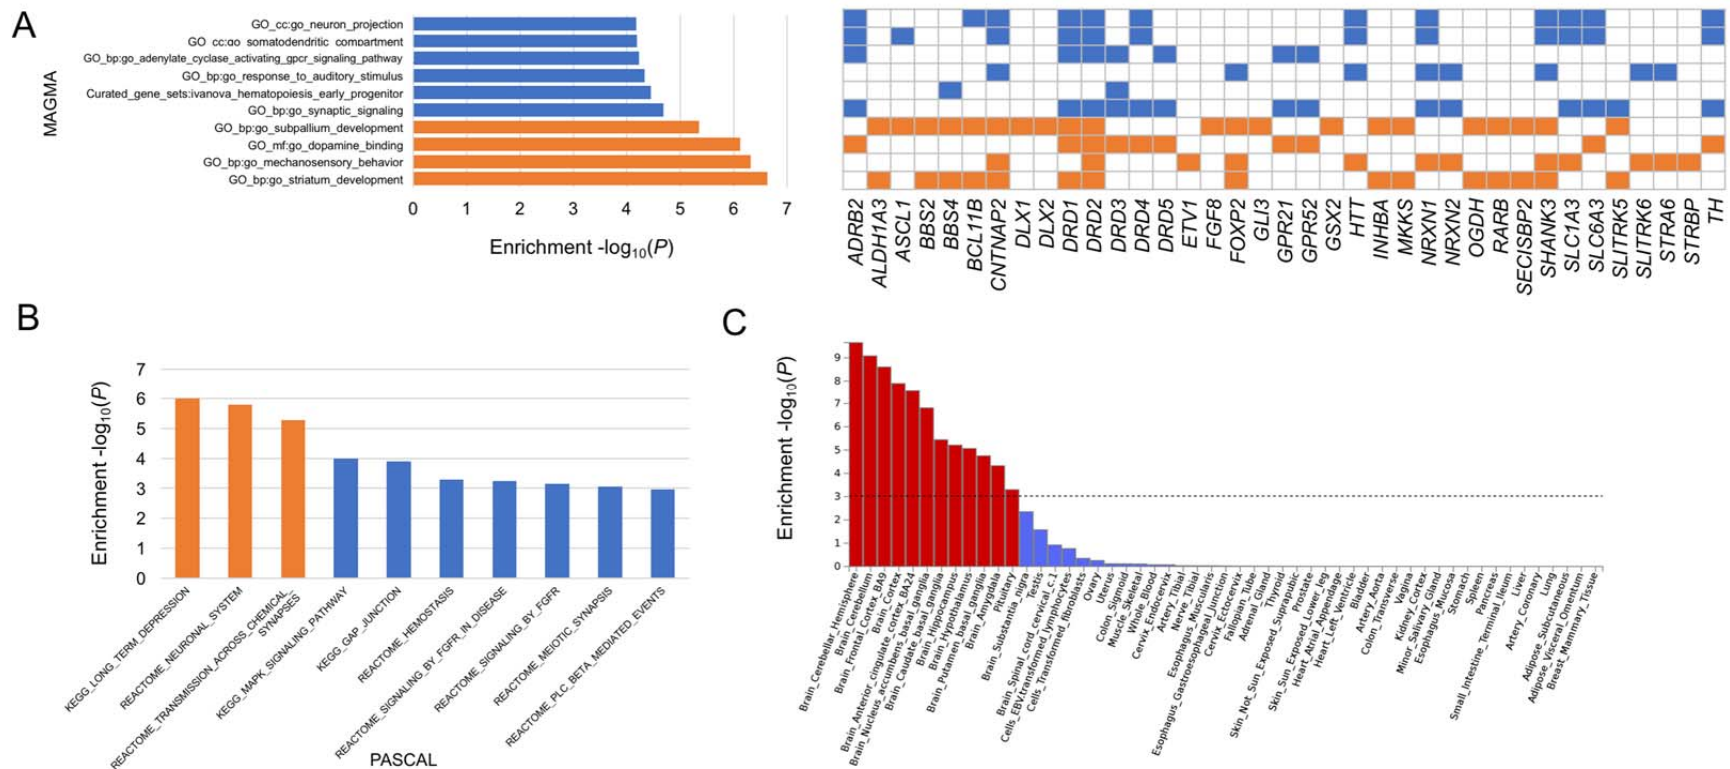 A
MAGMA
GO_cc:go_neuron_projection
GO_cc:go_somatodendritic_compartment
GO_bp:go_adenylate_cyclase_activating_gpcr_signaling_pathway
GO_bp:go_response_to_auditory_stimulus
Curated_gene_sets:ivanova_hematopoiesis_early_progenitor
GO_bp:go_synaptic_signaling
GO_bp:go_subpallium_development
GO_mf:go_dopamine_binding
GO_bp:go_mechanosensory_behavior
GO_bp:go_striatum_development
0 1 2 3 4 5 6 7
Enrichment -log10(P)
ADRB2
ALDH1A3
ASCL1
BBS2
BBS4
BCL11B
CNTNAP2
DLX1
DLX2
DRD1
DRD2
DRD3
DRD4
DRD5
ETV1
FGF8
FOXP2
GLI3
GPR21
GPR52
GSX2
HTT
INHBA
MKKS
NRXN1
NRXN2
OGDH
RARB
SECISBP2
SHANK3
SLC1A3
SLC6A3
SLITRK5
SLITRK6
STRA6
STRBP
TH
B
Enrichment -log10(P)
7
6
5
4
3
2
1
0
KEGG_LONG_TERM_DEPRESSION
REACTOME_NEURONAL_SYSTEM
REACTOME_TRANSMISSION_ACROSS_CHEMICAL_
SYNAPSES
KEGG_MAPK_SIGNALING_PATHWAY
KEGG_GAP_JUNCTION
REACTOME_HEMOSTASIS
REACTOME_SIGNALING_BY_FGFR_IN_DISEASE
REACTOME_SIGNALING_BY_FGFR
REACTOME_MEIOTIC_SYNAPSIS
REACTOME_PLC_BETA_MEDIATED_EVENTS
PASCAL
C
Enrichment -log10(P)
9
8
7
6
5
4
3
2
1
0
Brain_Cerebellar_Hemisphere
Brain_Cerebellum
Brain_Frontal_Cortex_BA9
Brain_Cortex
Brain_Anterior_cingulate_cortex_BA24
Brain_Nucleus_accumbens_basal_ganglia
Brain_Caudate_basal_ganglia
Brain_Hippocampus
Brain_Hypothalamus
Brain_Putamen_basal_ganglia
Brain_Amygdala
Pituitary
Brain_Substantia_nigra
Testis
Brain_Spinal_cord_cervical_c.1
Cells_EBV.transformed_lymphocytes
Cells_Transformed_fibroblasts
Ovary
Uterus
Colon_Sigmoid
Muscle_Skeletal
Whole_Blood
Cervix_Endocervix
Artery_Tibial
Nerve_Tibial
Esophagus_Muscularis
Esophagus_Gastroesophageal_Junction
Cervix_Ectocervix
Fallopian_Tube
Adrenal_Gland
Thyroid
Skin_Not_Sun_Exposed_Suprapubic
Prostate
Skin_Sun_Exposed_Lower_leg
Heart_Atrial_Appendage
Heart_Left_Ventricle
Bladder
Artery_Aorta
Colon_Transverse
Vagina
Kidney_Cortex
Minor_Salivary_Gland
Esophagus_Mucosa
Stomach
Spleen
Pancreas
Small_Intestine_Terminal_Ileum
Liver
Artery_Coronary
Lung
Adipose_Subcutaneous
Adipose_Visceral_Omentum
Breast_Mammary_Tissue